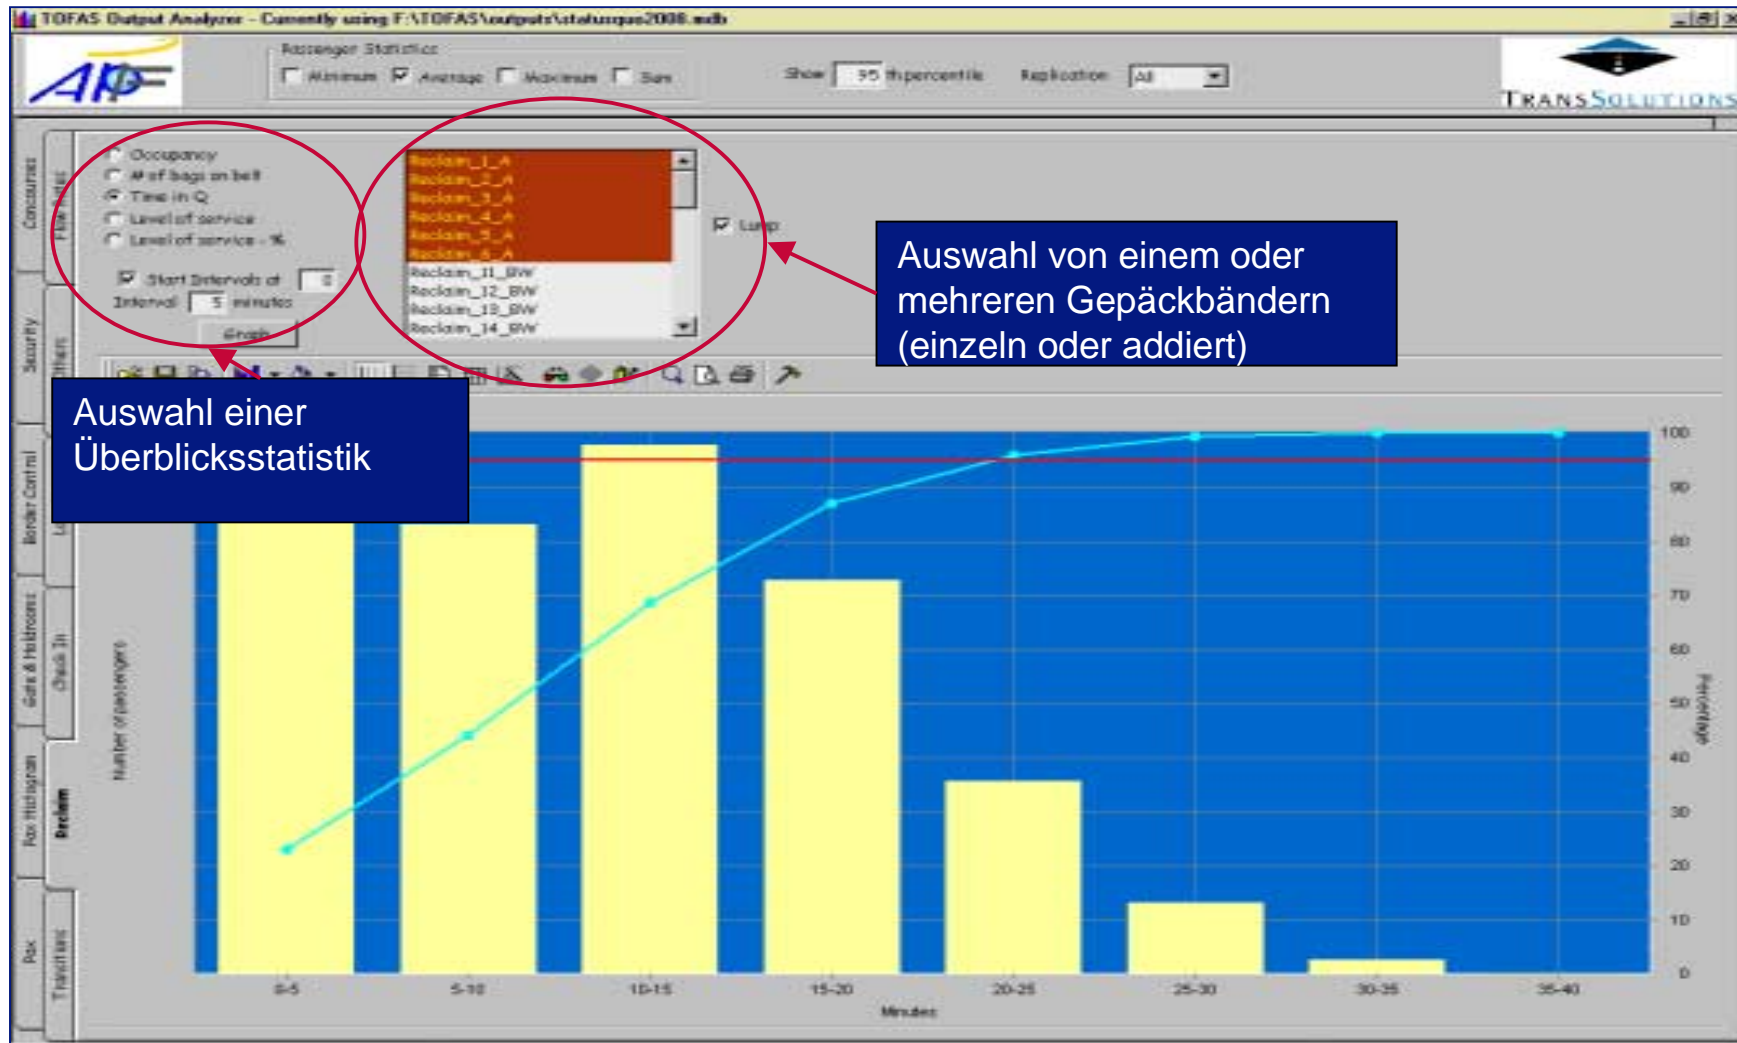 TOFAS Output Analyzer - Currently using F:\TOFAS\outputs\statusquo2008.mdb
APF
Passenger Statistics
Minimum Average Maximum Sum
Show 95 th percentile Replication All
TRANSSOLUTIONS
Occupancy
# of bags on belt
Time in Q
Level of service
Level of service - %
Start Intervals at 0
Interval 5 minutes
Graph
Reclaim_1_A
Reclaim_2_A
Reclaim_3_A
Reclaim_4_A
Reclaim_5_A
Reclaim_6_A
Reclaim_11_BW
Reclaim_12_BW
Reclaim_13_BW
Reclaim_14_BW
Lump
Auswahl von einem oder
mehreren Gepäckbändern
(einzeln oder addiert)
Auswahl einer
Überblicksstatistik
Concourses
Flow Rates
Security
Others
Border Control
Gate & Holdrooms
Check In
Pax Histogram
Reclaim
Pax
Transitions
Number of passengers
100
90
80
70
60
50
40
30
20
10
0
Percentage
0-5
5-10
10-15
15-20
20-25
25-30
30-35
35-40
Minutes